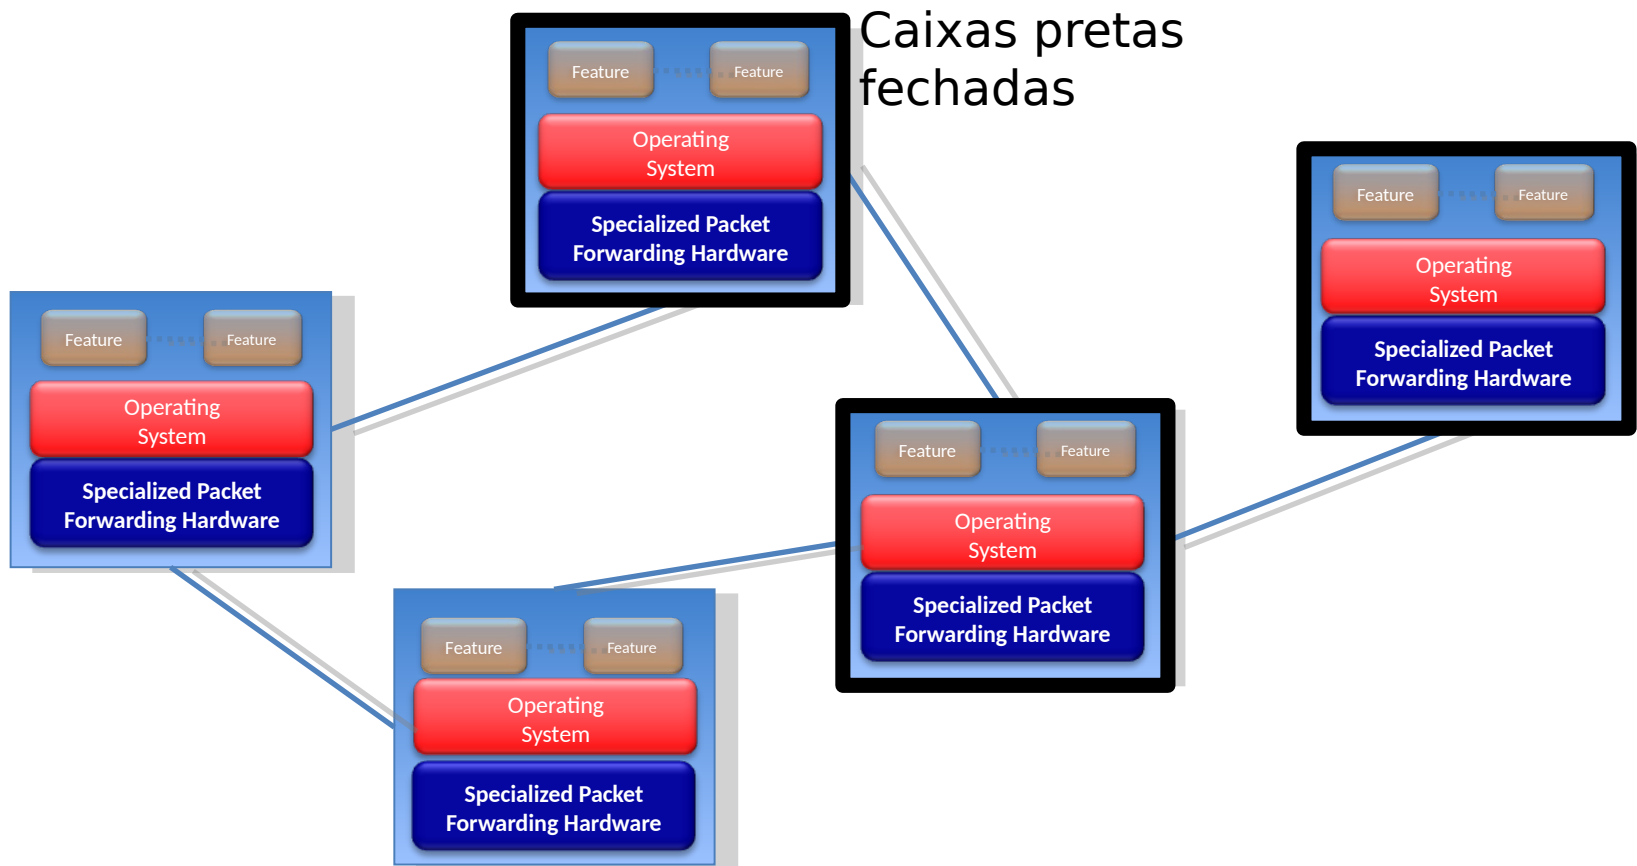 Caixas pretas
fechadas
Feature
Feature
Operating
System
Specialized Packet
Forwarding Hardware
Feature
Feature
Operating
System
Specialized Packet
Forwarding Hardware
Feature
Feature
Operating
System
Specialized Packet
Forwarding Hardware
Feature
Feature
Operating
System
Specialized Packet
Forwarding Hardware
Feature
Feature
Operating
System
Specialized Packet
Forwarding Hardware